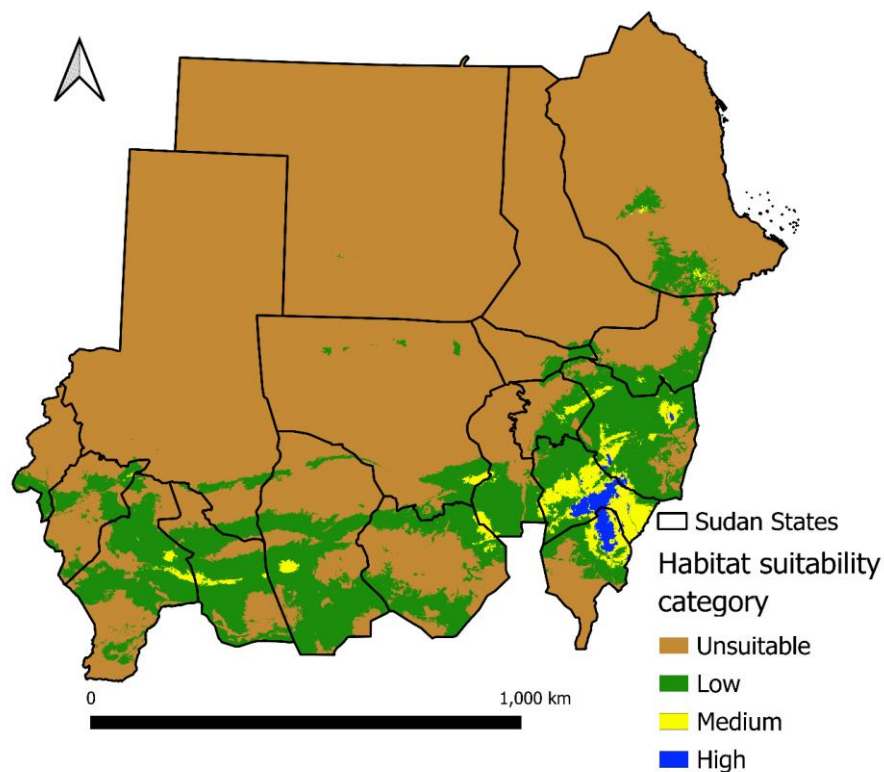 Sudan States
Habitat suitability
category
Unsuitable
Low
Medium
High
0
1,000 km